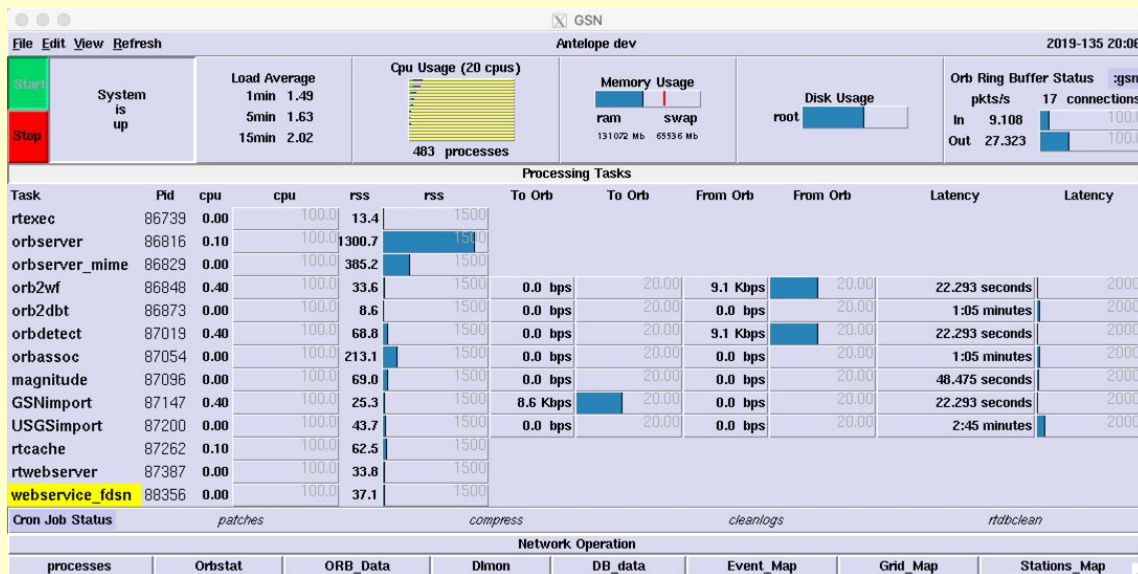 GSN
File Edit View Refresh Antelope dev 2019-135 20:06
Start
Stop
System
is
up
Load Average
1min 1.49
5min 1.63
15min 2.02
Cpu Usage (20 cpus)
483 processes
Memory Usage
ram swap
131072 Mb 65536 Mb
Disk Usage
root
Orb Ring Buffer Status :gsn
pkts/s 17 connections
In 9.108 100.0
Out 27.323 100.0
Processing Tasks
Task Pid cpu cpu rss rss To Orb To Orb From Orb From Orb Latency Latency
rtexec 86739 0.00 100.0 13.4 1500
orbserver 86816 0.10 100.0 1300.7 1500
orbserver_mime 86829 0.00 100.0 385.2 1500
orb2wf 86848 0.40 100.0 33.6 1500 0.0 bps 20.00 9.1 Kbps 20.00 22.293 seconds 2000
orb2dbt 86873 0.00 100.0 8.6 1500 0.0 bps 20.00 0.0 bps 20.00 1:05 minutes 2000
orbdetect 87019 0.40 100.0 68.8 1500 0.0 bps 20.00 9.1 Kbps 20.00 22.293 seconds 2000
orbassoc 87054 0.00 100.0 213.1 1500 0.0 bps 20.00 0.0 bps 20.00 1:05 minutes 2000
magnitude 87096 0.00 100.0 69.0 1500 0.0 bps 20.00 0.0 bps 20.00 48.475 seconds 2000
GSNimport 87147 0.40 100.0 25.3 1500 8.6 Kbps 20.00 0.0 bps 20.00 22.293 seconds 2000
USGSimport 87200 0.00 100.0 43.7 1500 0.0 bps 20.00 0.0 bps 20.00 2:45 minutes 2000
rtcache 87262 0.10 100.0 62.5 1500
rtwebserver 87387 0.00 100.0 33.8 1500
webservice_fdsn 88356 0.00 100.0 37.1 1500
Cron Job Status patches compress cleanlogs rtdbclean
Network Operation
processes Orbstat ORB_Data Dlmon DB_data Event_Map Grid_Map Stations_Map